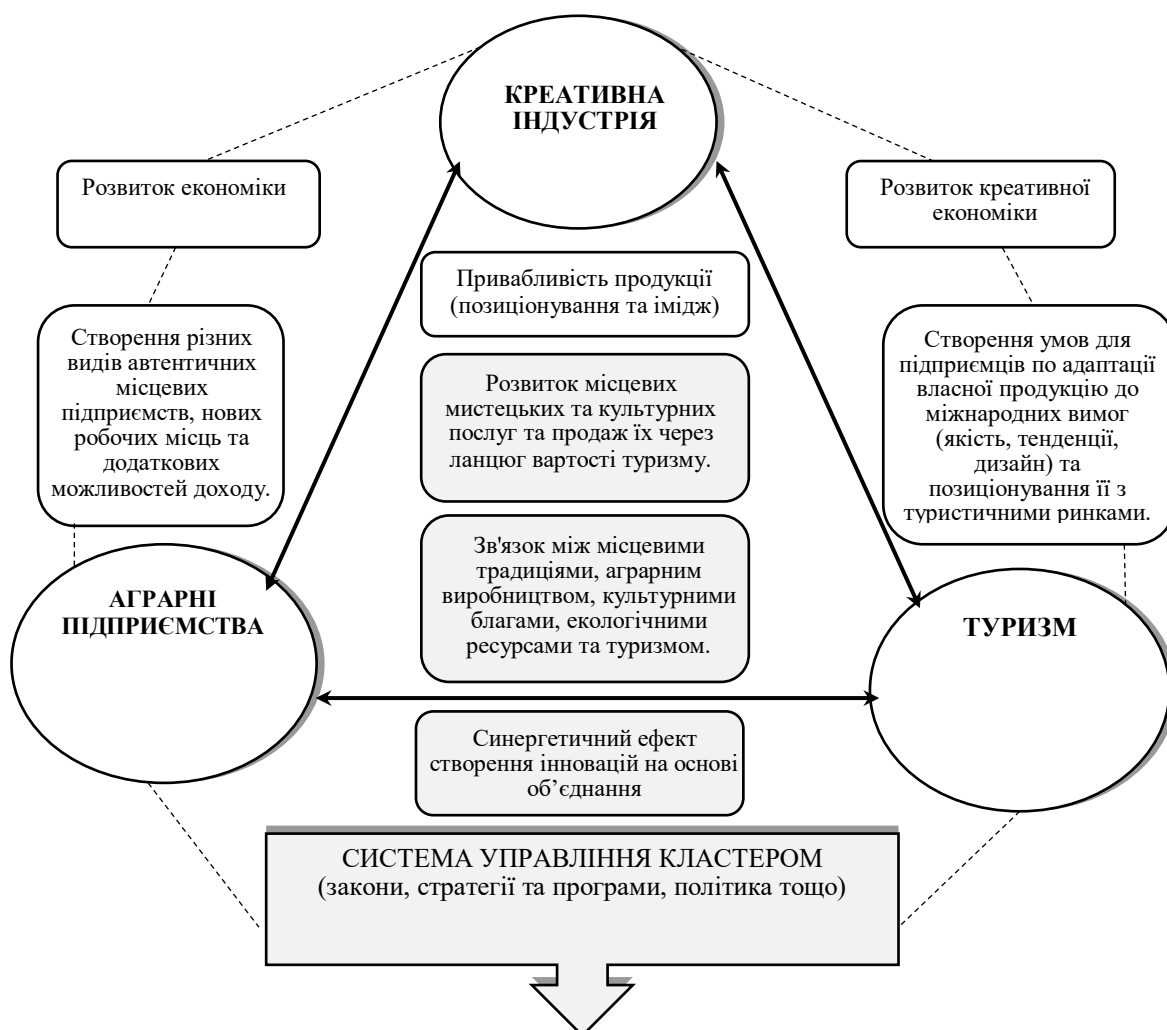 КРЕАТИВНА
ІНДУСТРІЯ
Розвиток економіки
Розвиток креативної
економіки
Привабливість продукції
(позиціонування та імідж)
Створення різних
видів автентичних
місцевих
підприємств, нових
робочих місць та
додаткових
можливостей доходу.
Розвиток місцевих
мистецьких та культурних
послуг та продаж їх через
ланцюг вартості туризму.
Створення умов для
підприємців по адаптації
власної продукцію до
міжнародних вимог
(якість, тенденції,
дизайн) та
позиціонування її з
туристичними ринками.
Зв'язок між місцевими
традиціями, аграрним
виробництвом, культурними
благами, екологічними
ресурсами та туризмом.
АГРАРНІ
ПІДПРИЄМСТВА
ТУРИЗМ
Синергетичний ефект
створення інновацій на основі
об’єднання
СИСТЕМА УПРАВЛІННЯ КЛАСТЕРОМ
(закони, стратегії та програми, політика тощо)